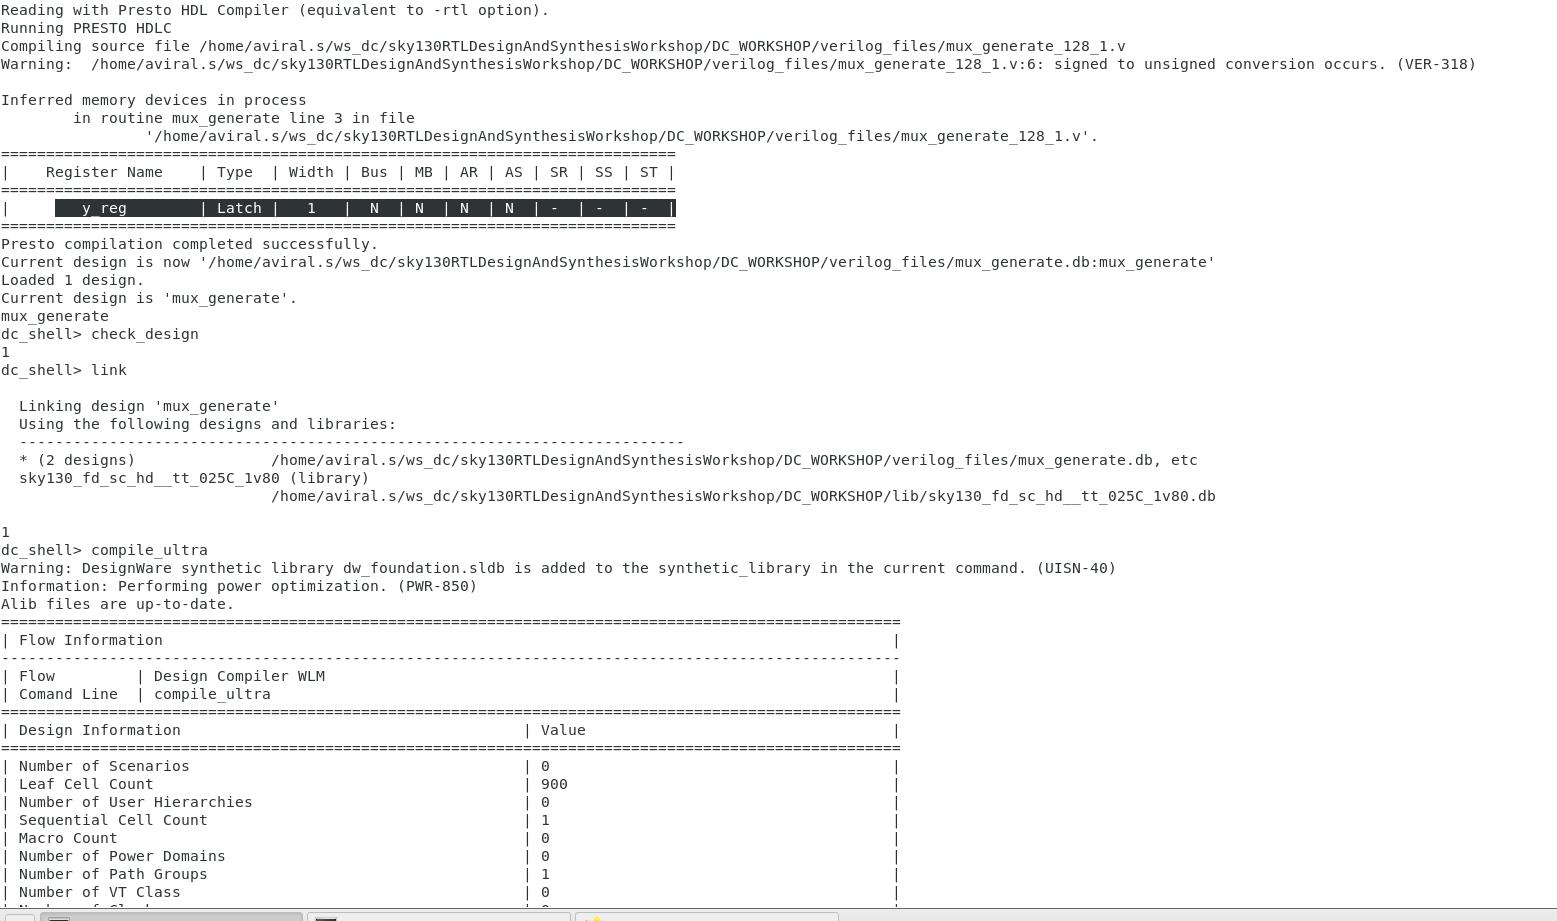 Reading with Presto HDL Compiler (equivalent to -rtl option).
Running PRESTO HDLC
Compiling source file /home/aviral.s/ws_dc/sky130RTLDesignAndSynthesisWorkshop/DC_WORKSHOP/verilog_files/mux_generate_128_1.v
Warning:  /home/aviral.s/ws_dc/sky130RTLDesignAndSynthesisWorkshop/DC_WORKSHOP/verilog_files/mux_generate_128_1.v:6: signed to unsigned conversion occurs. (VER-318)
Inferred memory devices in process
        in routine mux_generate line 3 in file
                '/home/aviral.s/ws_dc/sky130RTLDesignAndSynthesisWorkshop/DC_WORKSHOP/verilog_files/mux_generate_128_1.v'.
===========================================================================
|    Register Name    | Type  | Width | Bus | MB | AR | AS | SR | SS | ST |
===========================================================================
|        y_reg        | Latch |   1   |  N  | N  | N  | N  | -  | -  | -  |
===========================================================================
Presto compilation completed successfully.
Current design is now '/home/aviral.s/ws_dc/sky130RTLDesignAndSynthesisWorkshop/DC_WORKSHOP/verilog_files/mux_generate.db:mux_generate'
Loaded 1 design.
Current design is 'mux_generate'.
mux_generate
dc_shell> check_design
1
dc_shell> link
  Linking design 'mux_generate'
  Using the following designs and libraries:
  --------------------------------------------------------------------------
  * (2 designs)               /home/aviral.s/ws_dc/sky130RTLDesignAndSynthesisWorkshop/DC_WORKSHOP/verilog_files/mux_generate.db, etc
  sky130_fd_sc_hd__tt_025C_1v80 (library)
                              /home/aviral.s/ws_dc/sky130RTLDesignAndSynthesisWorkshop/DC_WORKSHOP/lib/sky130_fd_sc_hd__tt_025C_1v80.db
1
dc_shell> compile_ultra
Warning: DesignWare synthetic library dw_foundation.sldb is added to the synthetic_library in the current command. (UISN-40)
Information: Performing power optimization. (PWR-850)
Alib files are up-to-date.
====================================================================================================
| Flow Information                                                                                 |
----------------------------------------------------------------------------------------------------
| Flow         | Design Compiler WLM                                                               |
| Comand Line  | compile_ultra                                                                     |
====================================================================================================
| Design Information                                      | Value                                  |
====================================================================================================
| Number of Scenarios                                     | 0                                      |
| Leaf Cell Count                                         | 900                                    |
| Number of User Hierarchies                              | 0                                      |
| Sequential Cell Count                                   | 1                                      |
| Macro Count                                             | 0                                      |
| Number of Power Domains                                 | 0                                      |
| Number of Path Groups                                   | 1                                      |
| Number of VT Class                                      | 0                                      |